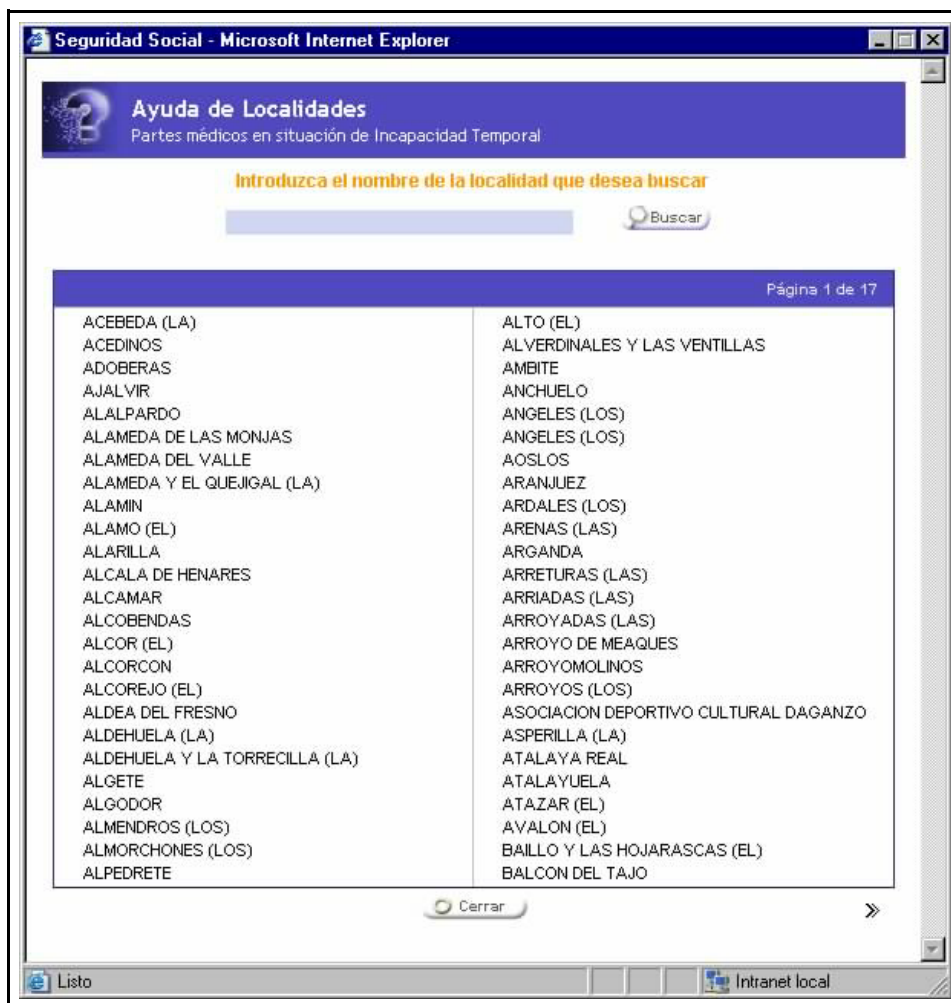 Seguridad Social - Microsoft Internet Explorer
Ayuda de Localidades
Partes médicos en situación de Incapacidad Temporal
Introduzca el nombre de la localidad que desea buscar
Buscar
Página 1 de 17
ACEBEDA (LA)
ACEDINOS
ADOBERAS
AJALVIR
ALALPARDO
ALAMEDA DE LAS MONJAS
ALAMEDA DEL VALLE
ALAMEDA Y EL QUEJIGAL (LA)
ALAMIN
ALAMO (EL)
ALARILLA
ALCALA DE HENARES
ALCAMAR
ALCOBENDAS
ALCOR (EL)
ALCORCON
ALCOREJO (EL)
ALDEA DEL FRESNO
ALDEHUELA (LA)
ALDEHUELA Y LA TORRECILLA (LA)
ALGETE
ALGODOR
ALMENDROS (LOS)
ALMORCHONES (LOS)
ALPEDRETE
ALTO (EL)
ALVERDINALES Y LAS VENTILLAS
AMBITE
ANCHUELO
ANGELES (LOS)
ANGELES (LOS)
AOSLOS
ARANJUEZ
ARDALES (LOS)
ARENAS (LAS)
ARGANDA
ARRETURAS (LAS)
ARRIADAS (LAS)
ARROYADAS (LAS)
ARROYO DE MEAQUES
ARROYOMOLINOS
ARROYOS (LOS)
ASOCIACION DEPORTIVO CULTURAL DAGANZO
ASPERILLA (LA)
ATALAYA REAL
ATALAYUELA
ATAZAR (EL)
AVALON (EL)
BAILLO Y LAS HOJARASCAS (EL)
BALCON DEL TAJO
Cerrar
»
Listo
Intranet local